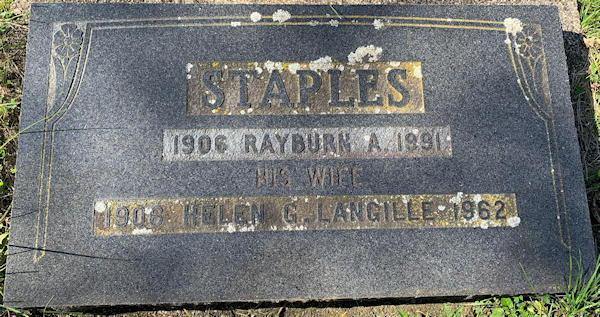 STAPLES
1906 RAYBURN A. 1991
HIS WIFE
1908 HELEN G. LANGILLE 1962